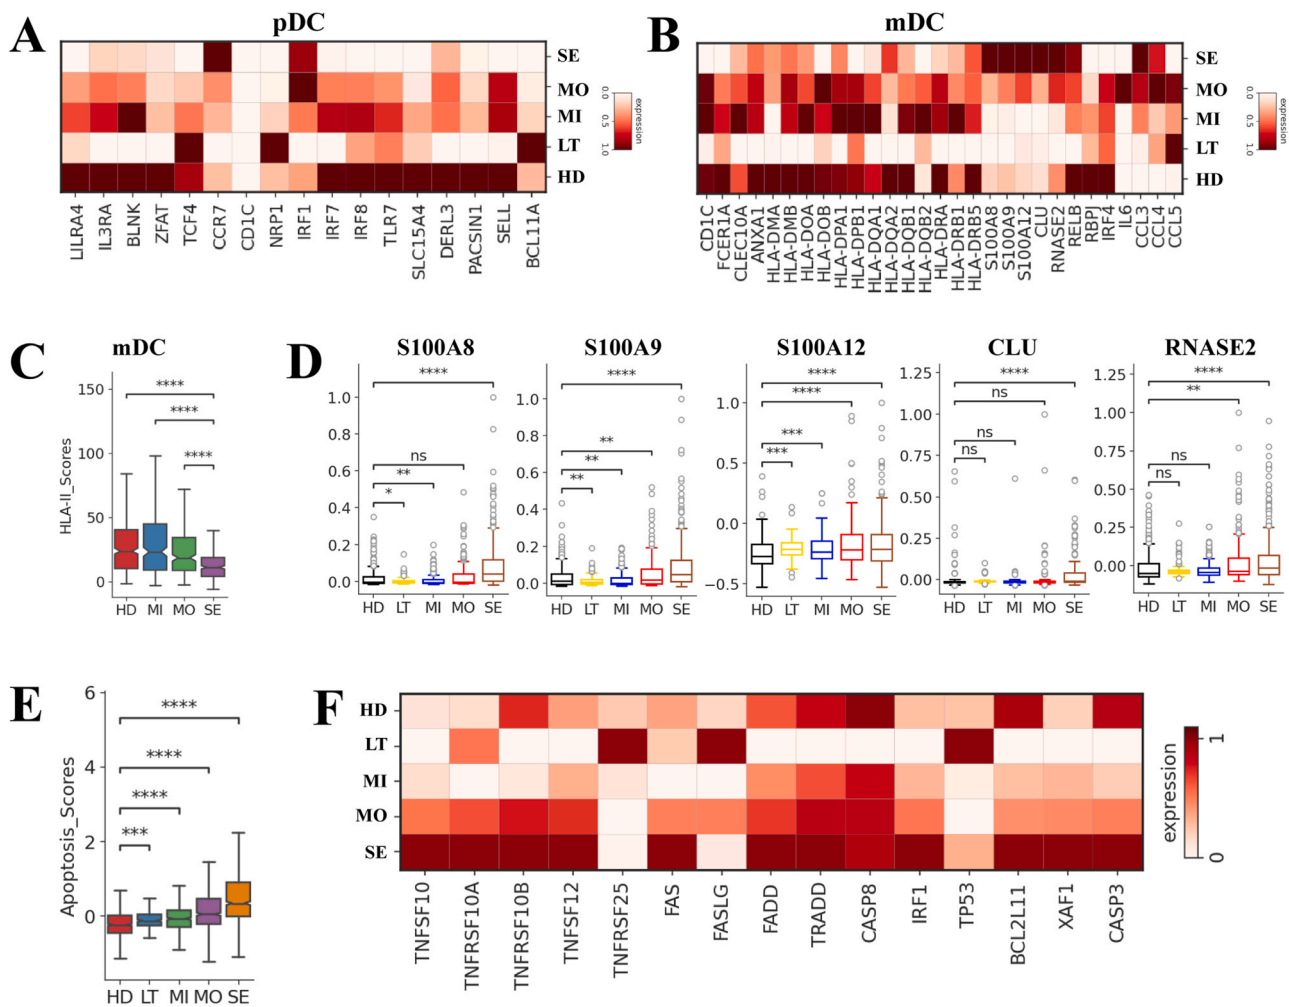 A
pDC
SE
MO
MI
LT
HD
0.0
1.0
expression
LILRA4
IL3RA
BLNK
ZFAT
TCF4
CCR7
CD1C
NRP1
IRF1
IRF7
IRF8
TLR7
SLC15A4
DERL3
PACSIN1
SELL
BCL11A
B
mDC
SE
MO
MI
LT
HD
0.0
1.0
expression
CD1C
FCER1A
CLEC10A
ANXA1
HLA-DMA
HLA-DMB
HLA-DOA
HLA-DOB
HLA-DPA1
HLA-DPB1
HLA-DQA1
HLA-DQA2
HLA-DQB1
HLA-DQB2
HLA-DRA
HLA-DRB1
HLA-DRB5
S100A8
S100A9
S100A12
CLU
RNASE2
RELB
RBPJ
IRF4
IL6
CCL3
CCL4
CCL5
C
mDC
HLA-II_Scores
150
100
50
0
****
****
****
HD MI MO SE
D
S100A8
1.0
0.8
0.6
0.4
0.2
0.0
****
ns
**
*
HD LT MI MO SE
S100A9
1.0
0.8
0.6
0.4
0.2
0.0
****
**
**
**
HD LT MI MO SE
S100A12
1.0
0.5
0.0
−0.5
****
****
***
***
HD LT MI MO SE
CLU
1.25
1.00
0.75
0.50
0.25
0.00
****
ns
ns
ns
HD LT MI MO SE
RNASE2
1.25
1.00
0.75
0.50
0.25
0.00
****
**
ns
ns
HD LT MI MO SE
E
Apoptosis_Scores
6
4
2
0
****
****
****
***
HD LT MI MO SE
F
HD
LT
MI
MO
SE
TNFSF10
TNFRSF10A
TNFRSF10B
TNFSF12
TNFRSF25
FAS
FASLG
FADD
TRADD
CASP8
IRF1
TP53
BCL2L11
XAF1
CASP3
expression
1
0